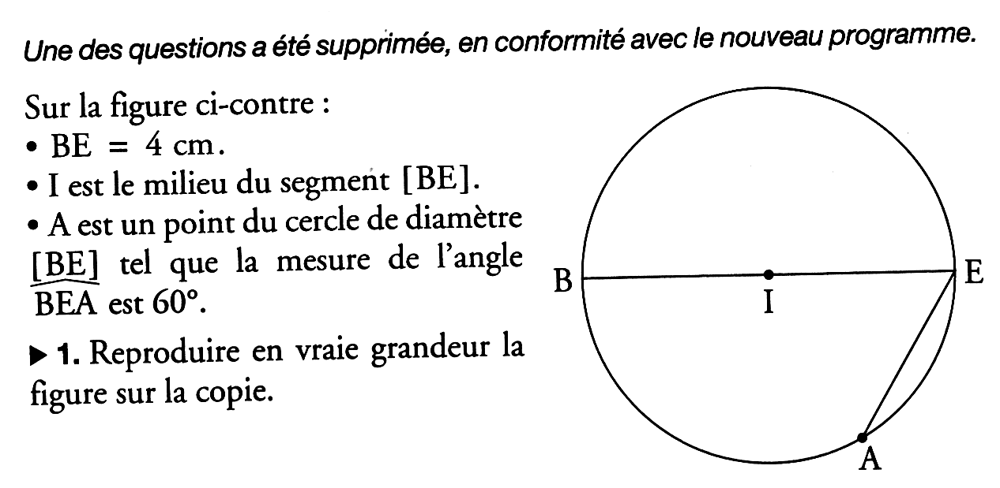 Une des questions a été supprimée, en conformité avec le nouveau programme.
Sur la figure ci-contre :
• BE = 4 cm.
• I est le milieu du segment [BE].
• A est un point du cercle de diamètre
[BE] tel que la mesure de l'angle
BEA est 60°.
▶ 1. Reproduire en vraie grandeur la
figure sur la copie.
B
I
E
A